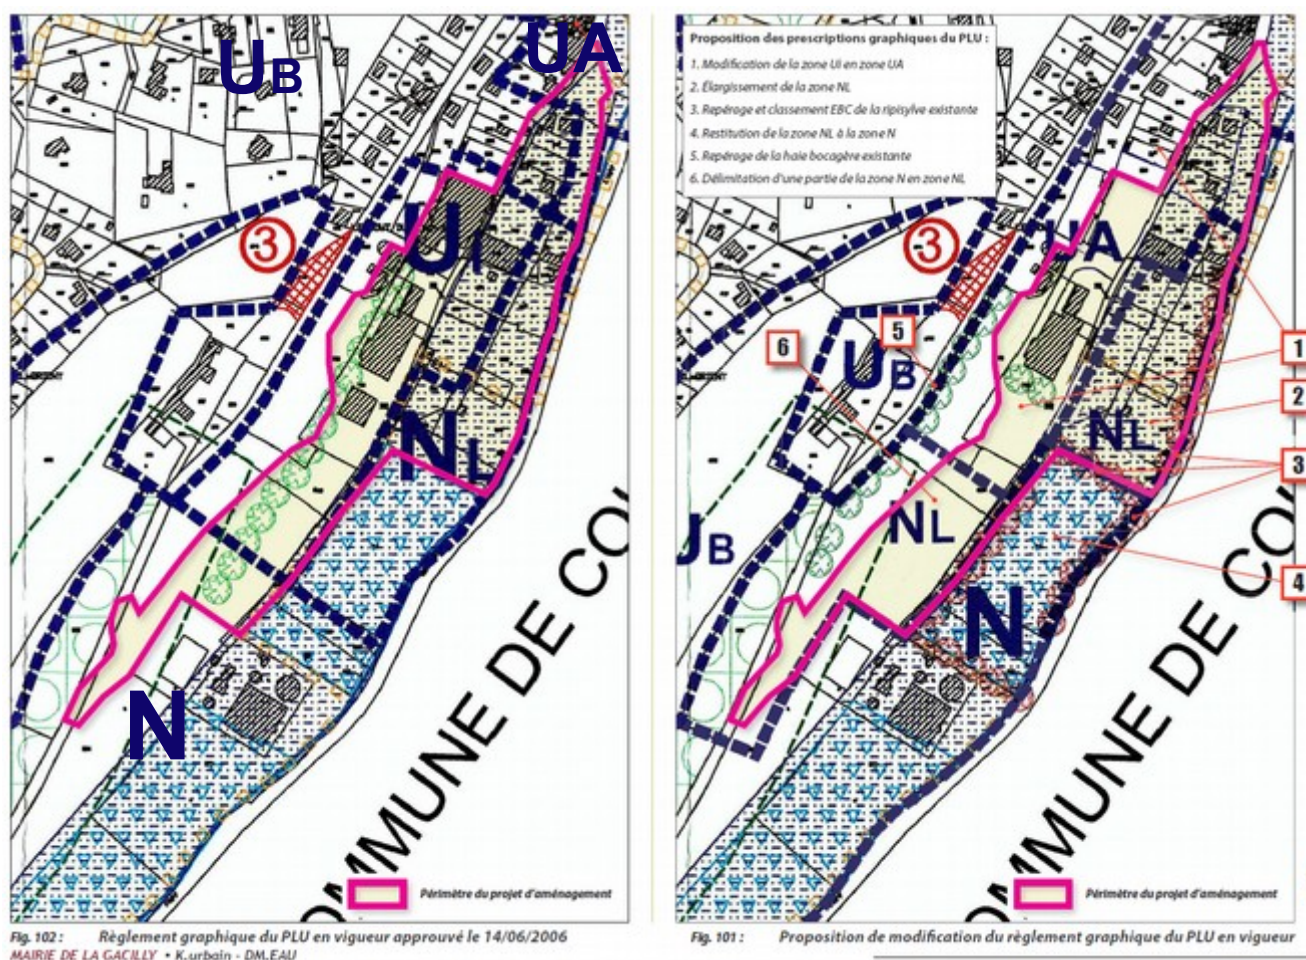 UB
UA
③
UI
NL
N
OMMUNE DE COL
Périmètre du projet d'aménagement
Fig. 102 : Règlement graphique du PLU en vigueur approuvé le 14/06/2006
MAIRIE DE LA GACILLY • K.urbain - DM.EAU
Proposition des prescriptions graphiques du PLU :
1. Modification de la zone UI en zone UA
2. Élargissement de la zone NL
3. Repérage et classement EBC de la ripisylve existante
4. Restitution de la zone NL à la zone N
5. Repérage de la haie bocagère existante
6. Délimitation d'une partie de la zone N en zone NL
③
UA
5
6
1
UB
2
NL
3
NL
UB
4
N
OMMUNE DE CO
Périmètre du projet d'aménagement
Fig. 101 : Proposition de modification du règlement graphique du PLU en vigueur